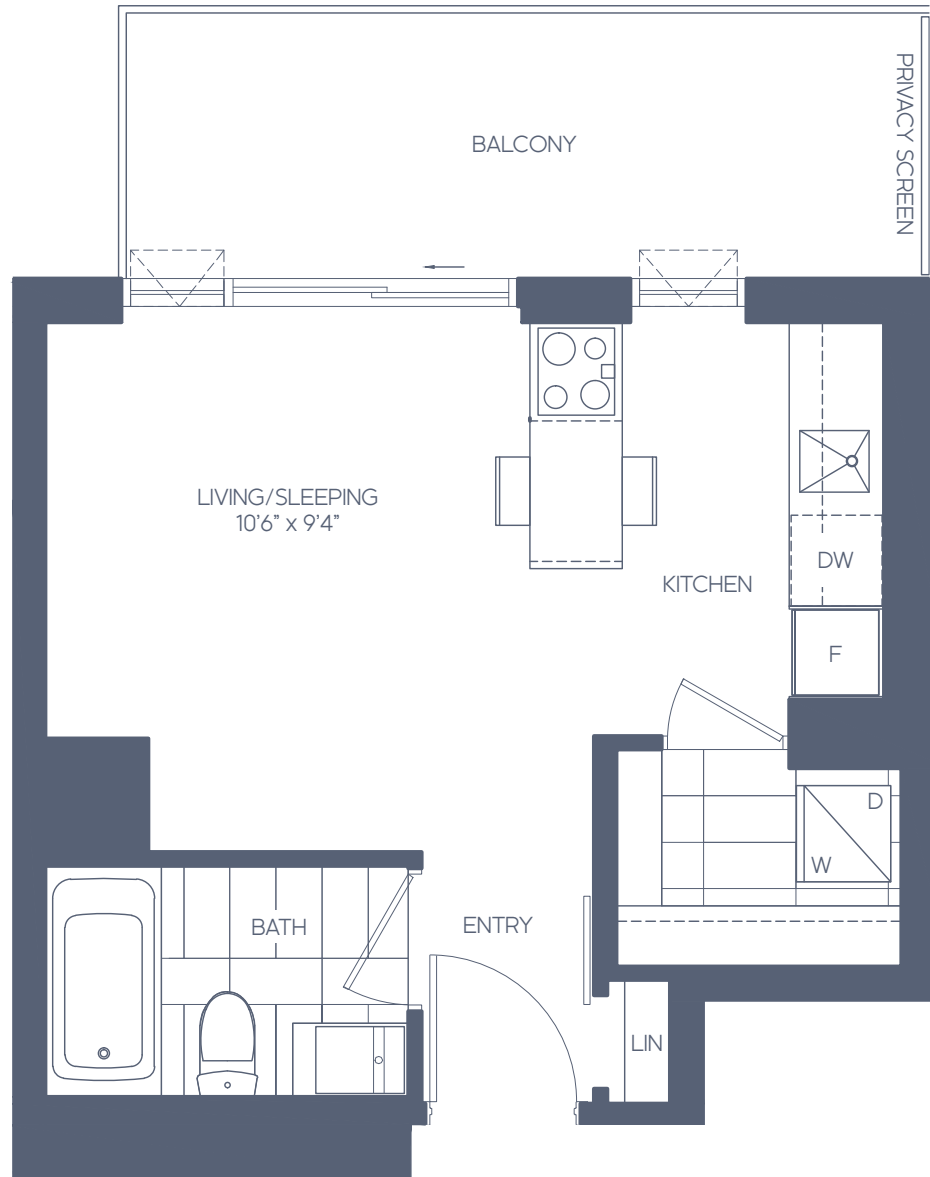 PRIVACY SCREEN
BALCONY
LIVING/SLEEPING
10'6" x 9'4"
DW
KITCHEN
F
D
W
BATH
ENTRY
LIN